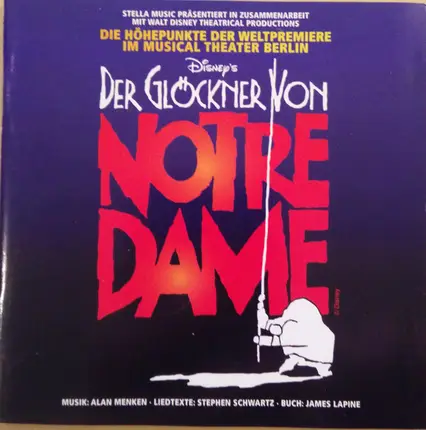 STELLA MUSIC PRÄSENTIERT IN ZUSAMMENARBEIT
MIT WALT DISNEY THEATRICAL PRODUCTIONS
DIE HÖHEPUNKTE DER WELTPREMIERE
IM MUSICAL THEATER BERLIN
Disney's
DER GLÖCKNER VON
NOTRE
DAME
© Disney
MUSIK: ALAN MENKEN · LIEDTEXTE: STEPHEN SCHWARTZ · BUCH: JAMES LAPINE